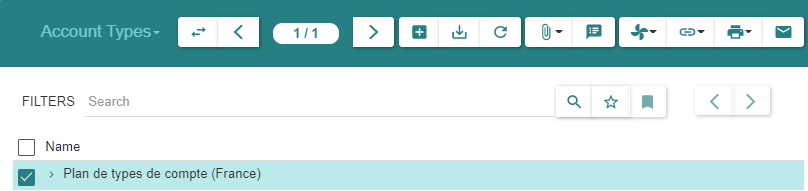 Account Types
1 / 1
FILTERS Search
Name
Plan de types de compte (France)